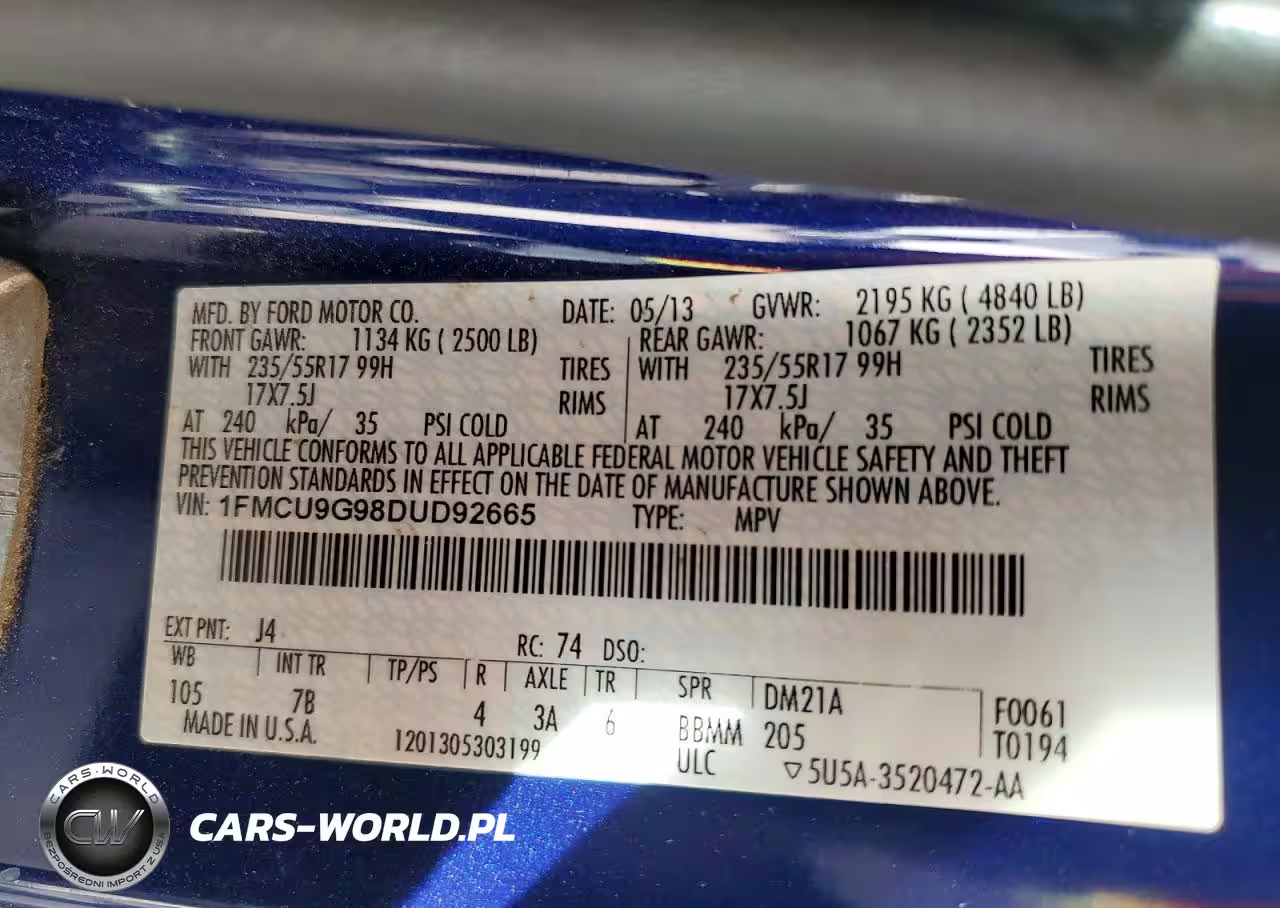 MFD. BY FORD MOTOR CO. DATE: 05/13 GVWR: 2195 KG ( 4840 LB)
FRONT GAWR: 1134 KG ( 2500 LB) REAR GAWR: 1067 KG ( 2352 LB)
WITH 235/55R17 99H TIRES WITH 235/55R17 99H TIRES
17X7.5J RIMS 17X7.5J RIMS
AT 240 kPa/ 35 PSI COLD AT 240 kPa/ 35 PSI COLD
THIS VEHICLE CONFORMS TO ALL APPLICABLE FEDERAL MOTOR VEHICLE SAFETY AND THEFT
PREVENTION STANDARDS IN EFFECT ON THE DATE OF MANUFACTURE SHOWN ABOVE.
VIN: 1FMCU9G98DUD92665 TYPE: MPV
EXT PNT: J4 RC: 74 DSO:
WB INT TR TP/PS R AXLE TR SPR DM21A F0061
105 7B 4 3A 6 BBMM 205 T0194
MADE IN U.S.A. 1201305303199 ULC ▽5U5A-3520472-AA
CARS-WORLD
CW
BEZPOŚREDNI IMPORT Z USA
CARS-WORLD.PL